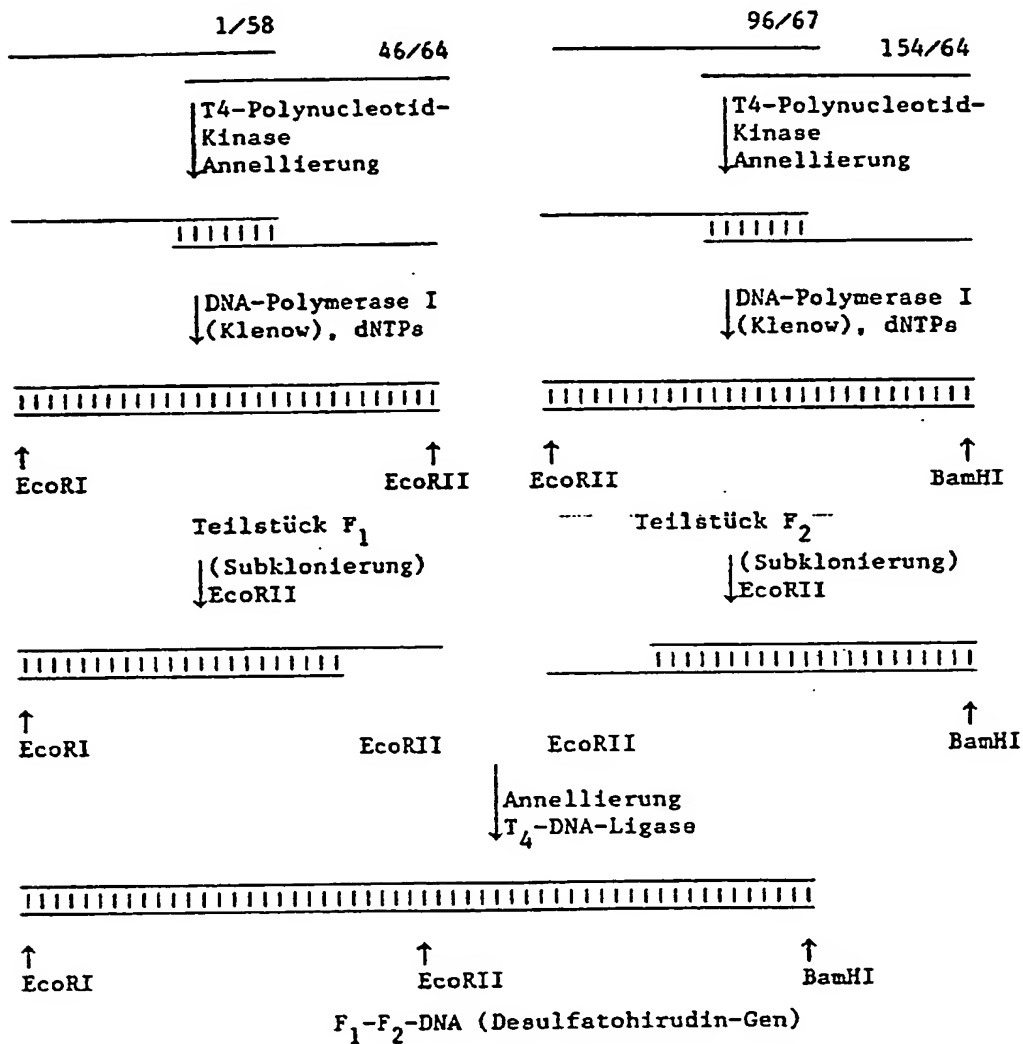 1/58
46/64
T4-Polynucleotid-
Kinase
Annellierung
DNA-Polymerase I
(Klenow), dNTPs
EcoRI
EcoRII
Teilstück F1
(Subklonierung)
EcoRII
EcoRI
EcoRII
96/67
154/64
T4-Polynucleotid-
Kinase
Annellierung
DNA-Polymerase I
(Klenow), dNTPs
EcoRII
BamHI
Teilstück F2
(Subklonierung)
EcoRII
EcoRII
BamHI
Annellierung
T4-DNA-Ligase
EcoRI
EcoRII
BamHI
F1-F2-DNA (Desulfatohirudin-Gen)